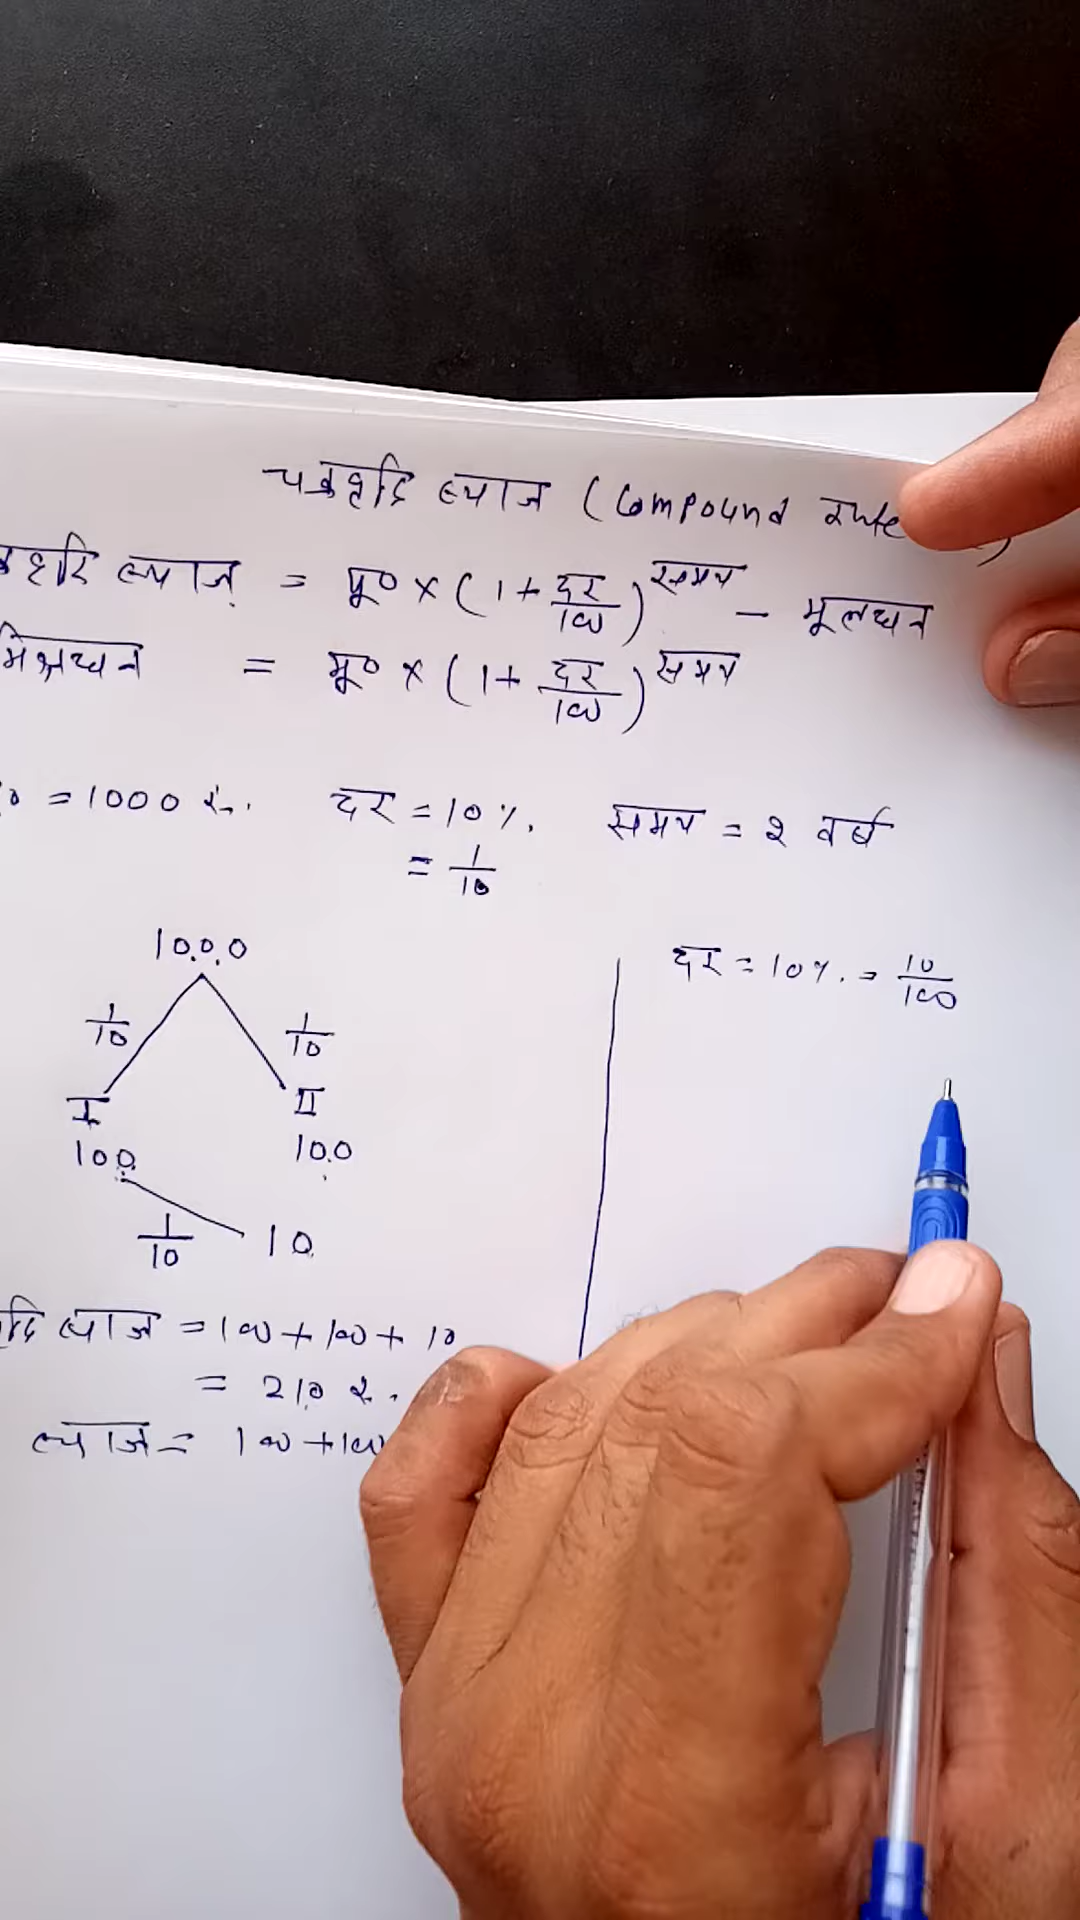 चक्रवृद्धि ब्याज (Compound Inte
ब्याज = मू० × (1 + दर/100)^समय - मूलधन
मिश्रधन = मू० × (1 + दर/100)^समय
= 1000 रु. दर = 10%. समय = 2 वर्ष
= 1/10
1000
दर = 10%. = 10/100
1/10 1/10
I II
100 100
1/10 10
ब्याज = 100 + 100 + 10
= 210 रु.
ब्याज = 100 + 100